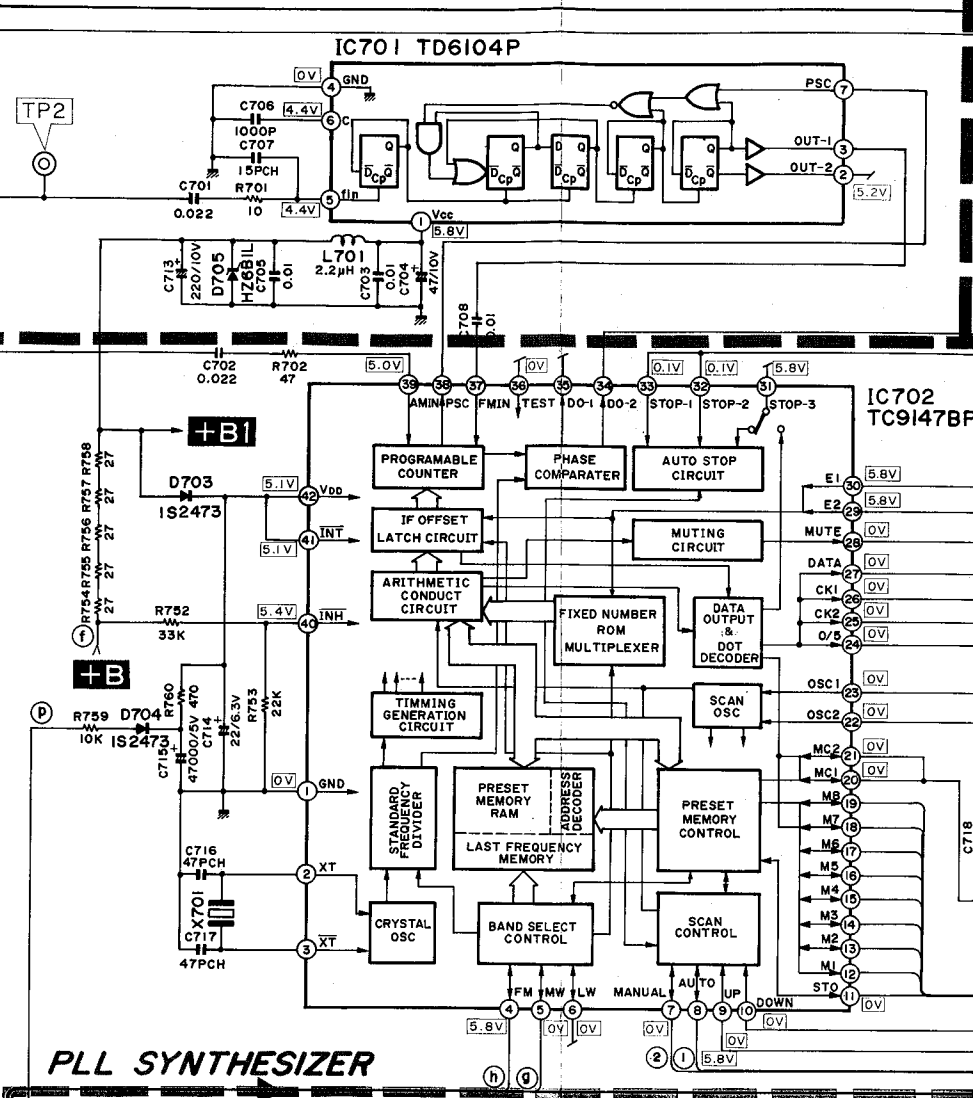 IC701 TD6104P
0V
4
GND
PSC
7
TP2
C706
1000P
4.4V
6
C
C707
15PCH
C701
0.022
R701
10
4.4V
5
fin
Q
D
Cp
Q
Q
D
Cp
Q
D
Q
Cp
Q
D
Cp
Q
Q
D
Cp
Q
OUT-1
3
OUT-2
2
5.2V
1
Vcc
5.8V
C713
220/10V
D705
HZ6B1L
C705
0.01
L701
2.2μH
C703
0.01
C704
47/10V
C708
0.01
C702
0.022
R702
47
5.0V
0V
0.1V
0.1V
5.8V
39
38
37
36
35
34
33
32
31
AMIN
PSC
FMIN
TEST
DO-1
DO-2
STOP-1
STOP-2
STOP-3
IC702
TC9147BP
+B1
R758
27
R757
27
R756
27
R755
27
R754
27
D703
1S2473
5.1V
42
VDD
41
INT
5.1V
5.4V
40
INH
R752
33K
f
+B
PROGRAMABLE
COUNTER
PHASE
COMPARATER
AUTO STOP
CIRCUIT
IF OFFSET
LATCH CIRCUIT
MUTING
CIRCUIT
ARITHMETIC
CONDUCT
CIRCUIT
FIXED NUMBER
ROM
MULTIPLEXER
DATA
OUTPUT
&
DOT
DECODER
E1
30
5.8V
E2
29
5.8V
MUTE
28
0V
DATA
27
0V
CK1
26
0V
CK2
25
0V
O/5
24
0V
OSC1
23
0V
OSC2
22
0V
MC2
21
0V
MC1
20
0V
M8
19
M7
18
M6
17
M5
16
M4
15
M3
14
M2
13
M1
12
STO
11
0V
C718
P
R759
10K
D704
1S2473
R760
470
C715
47000/5V
C714
22/6.3V
R753
22K
0V
1
GND
TIMMING
GENERATION
CIRCUIT
SCAN
OSC
STANDARD
FREQUENCY
DIVIDER
PRESET
MEMORY
RAM
ADDRESS
DECODER
LAST FREQUENCY
MEMORY
PRESET
MEMORY
CONTROL
C716
47PCH
X701
C717
47PCH
2
XT
3
XT
CRYSTAL
OSC
BAND SELECT
CONTROL
SCAN
CONTROL
FM
MW
LW
MANUAL
AUTO
UP
DOWN
4
5
6
7
8
9
10
5.8V
0V
0V
0V
5.8V
0V
0V
h
g
2
1
PLL SYNTHESIZER